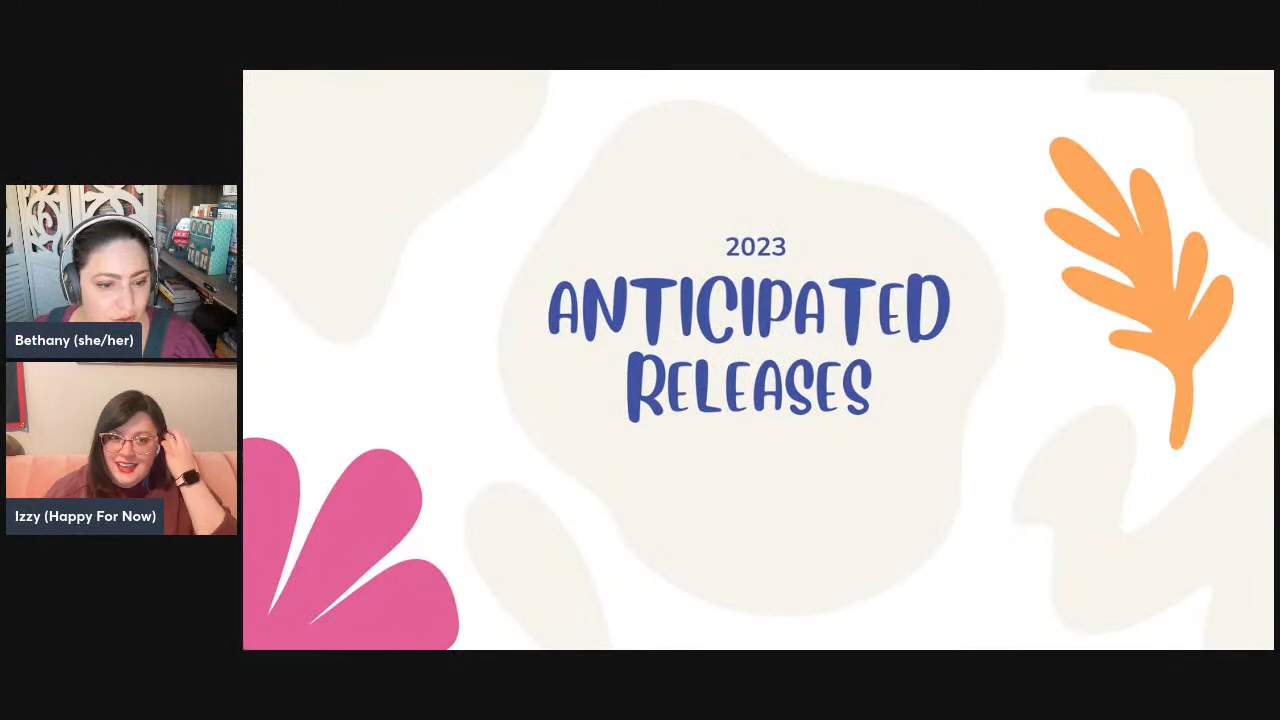 2023
ANTICIPATED
RELEASES
Bethany (she/her)
Izzy (Happy For Now)